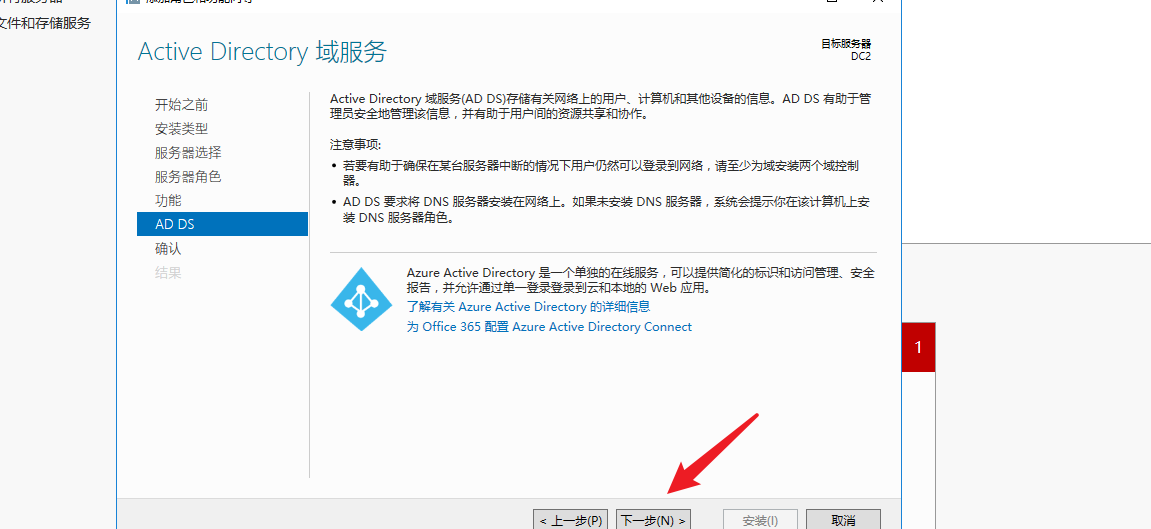 文件和存储服务
Active Directory 域服务
目标服务器
DC2
开始之前
安装类型
服务器选择
服务器角色
功能
AD DS
确认
结果
Active Directory 域服务(AD DS)存储有关网络上的用户、计算机和其他设备的信息。AD DS 有助于管
理员安全地管理该信息，并有助于用户间的资源共享和协作。
注意事项:
• 若要有助于确保在某台服务器中断的情况下用户仍然可以登录到网络，请至少为域安装两个域控制
器。
• AD DS 要求将 DNS 服务器安装在网络上。如果未安装 DNS 服务器，系统会提示你在该计算机上安
装 DNS 服务器角色。
Azure Active Directory 是一个单独的在线服务，可以提供简化的标识和访问管理、安全
报告，并允许通过单一登录登录到云和本地的 Web 应用。
了解有关 Azure Active Directory 的详细信息
为 Office 365 配置 Azure Active Directory Connect
1
< 上一步(P) 下一步(N) > 安装(I) 取消